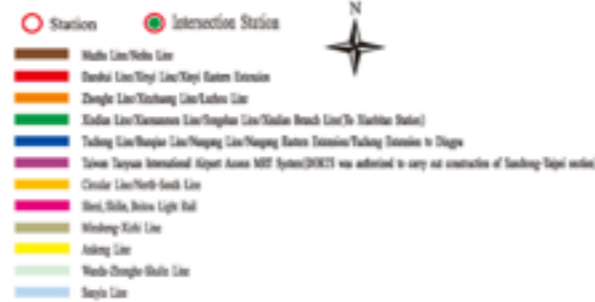 Station
Intersection Station
N
Muzha Line/Neihu Line
Danshui Line/Xinyi Line/Xinyi Eastern Extension
Zhonghe Line/Xinzhuang Line/Luzhou Line
Xindian Line/Xiaonanmen Line/Songshan Line/Xindian Branch Line(To Xiaobitan Station)
Tucheng Line/Banqiao Line/Nangang Line/Nangang Eastern Extension/Tucheng Extension to Dingpu
Taiwan Taoyuan International Airport Access MRT System(DORTS was authorized to carry out construction of Sanchong-Taipei section)
Circular Line/North-South Line
Shezi, Shilin, Beitou Light Rail
Minsheng-Xizhi Line
Ankeng Line
Wanda-Zhonghe-Shulin Line
Sanying Line